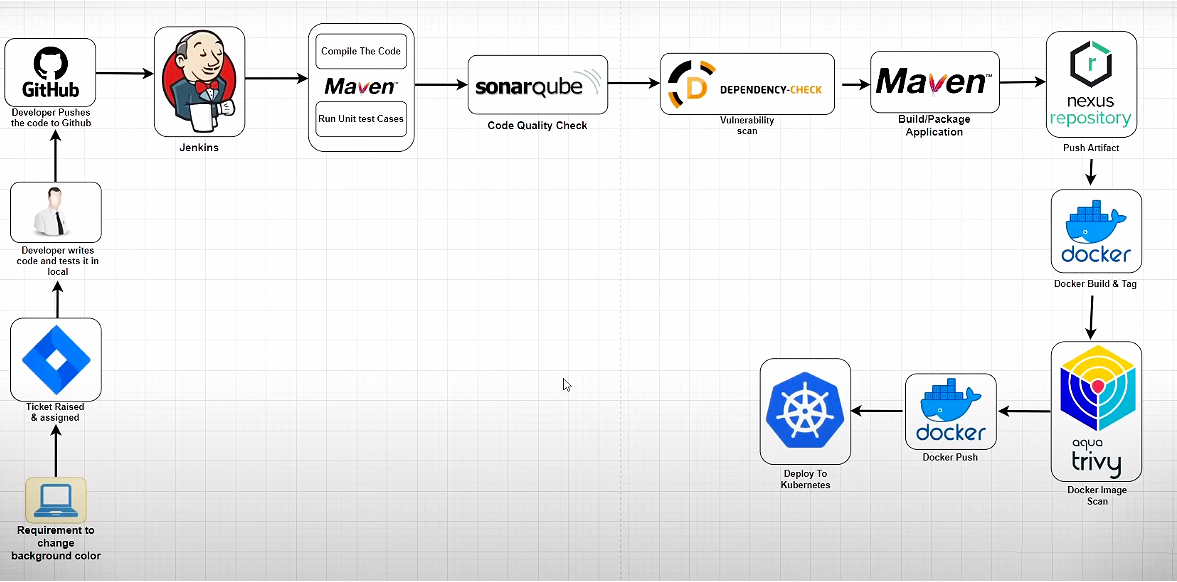 GitHub
Developer Pushes
the code to Github
Jenkins
Compile The Code
Maven™
Run Unit test Cases
sonarqube
Code Quality Check
DEPENDENCY-CHECK
Vulnerability
scan
Maven™
Build/Package
Application
nexus
repository
Push Artifact
docker
Docker Build & Tag
aqua
trivy
Docker Image
Scan
docker
Docker Push
Deploy To
Kubernetes
Developer writes
code and tests it in
local
Ticket Raised
& assigned
Requirement to
change
background color